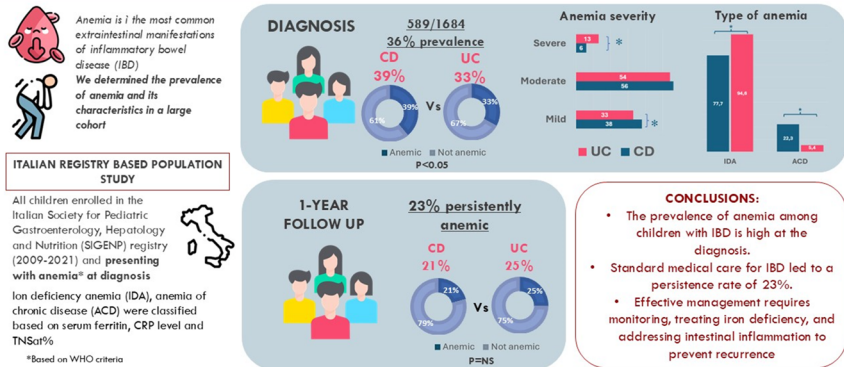 Anemia is i the most common
extraintestinal manifestations
of inflammatory bowel
disease (IBD)
We determined the prevalence
of anemia and its
characteristics in a large
cohort
ITALIAN REGISTRY BASED POPULATION
STUDY
All children enrolled in the
Italian Society for Pediatric
Gastroenterology, Hepatology
and Nutrition (SIGENP) registry
(2009-2021) and presenting
with anemia* at diagnosis
Ion deficiency anemia (IDA), anemia of
chronic disease (ACD) were classified
based on serum ferritin, CRP level and
TNSat%
*Based on WHO criteria
DIAGNOSIS
589/1684
36% prevalence
CD
39%
UC
33%
39%
61%
Vs
33%
67%
Anemic
Not anemic
P<0.05
Anemia severity
Severe
13
6
*
Moderate
54
56
Mild
33
38
*
UC
CD
Type of anemia
*
77,7
94,6
*
22,3
5,4
IDA
ACD
1-YEAR
FOLLOW UP
23% persistently
anemic
CD
21%
UC
25%
21%
79%
Vs
25%
75%
Anemic
Not anemic
P=NS
CONCLUSIONS:
• The prevalence of anemia among
children with IBD is high at the
diagnosis.
• Standard medical care for IBD led to a
persistence rate of 23%.
• Effective management requires
monitoring, treating iron deficiency, and
addressing intestinal inflammation to
prevent recurrence